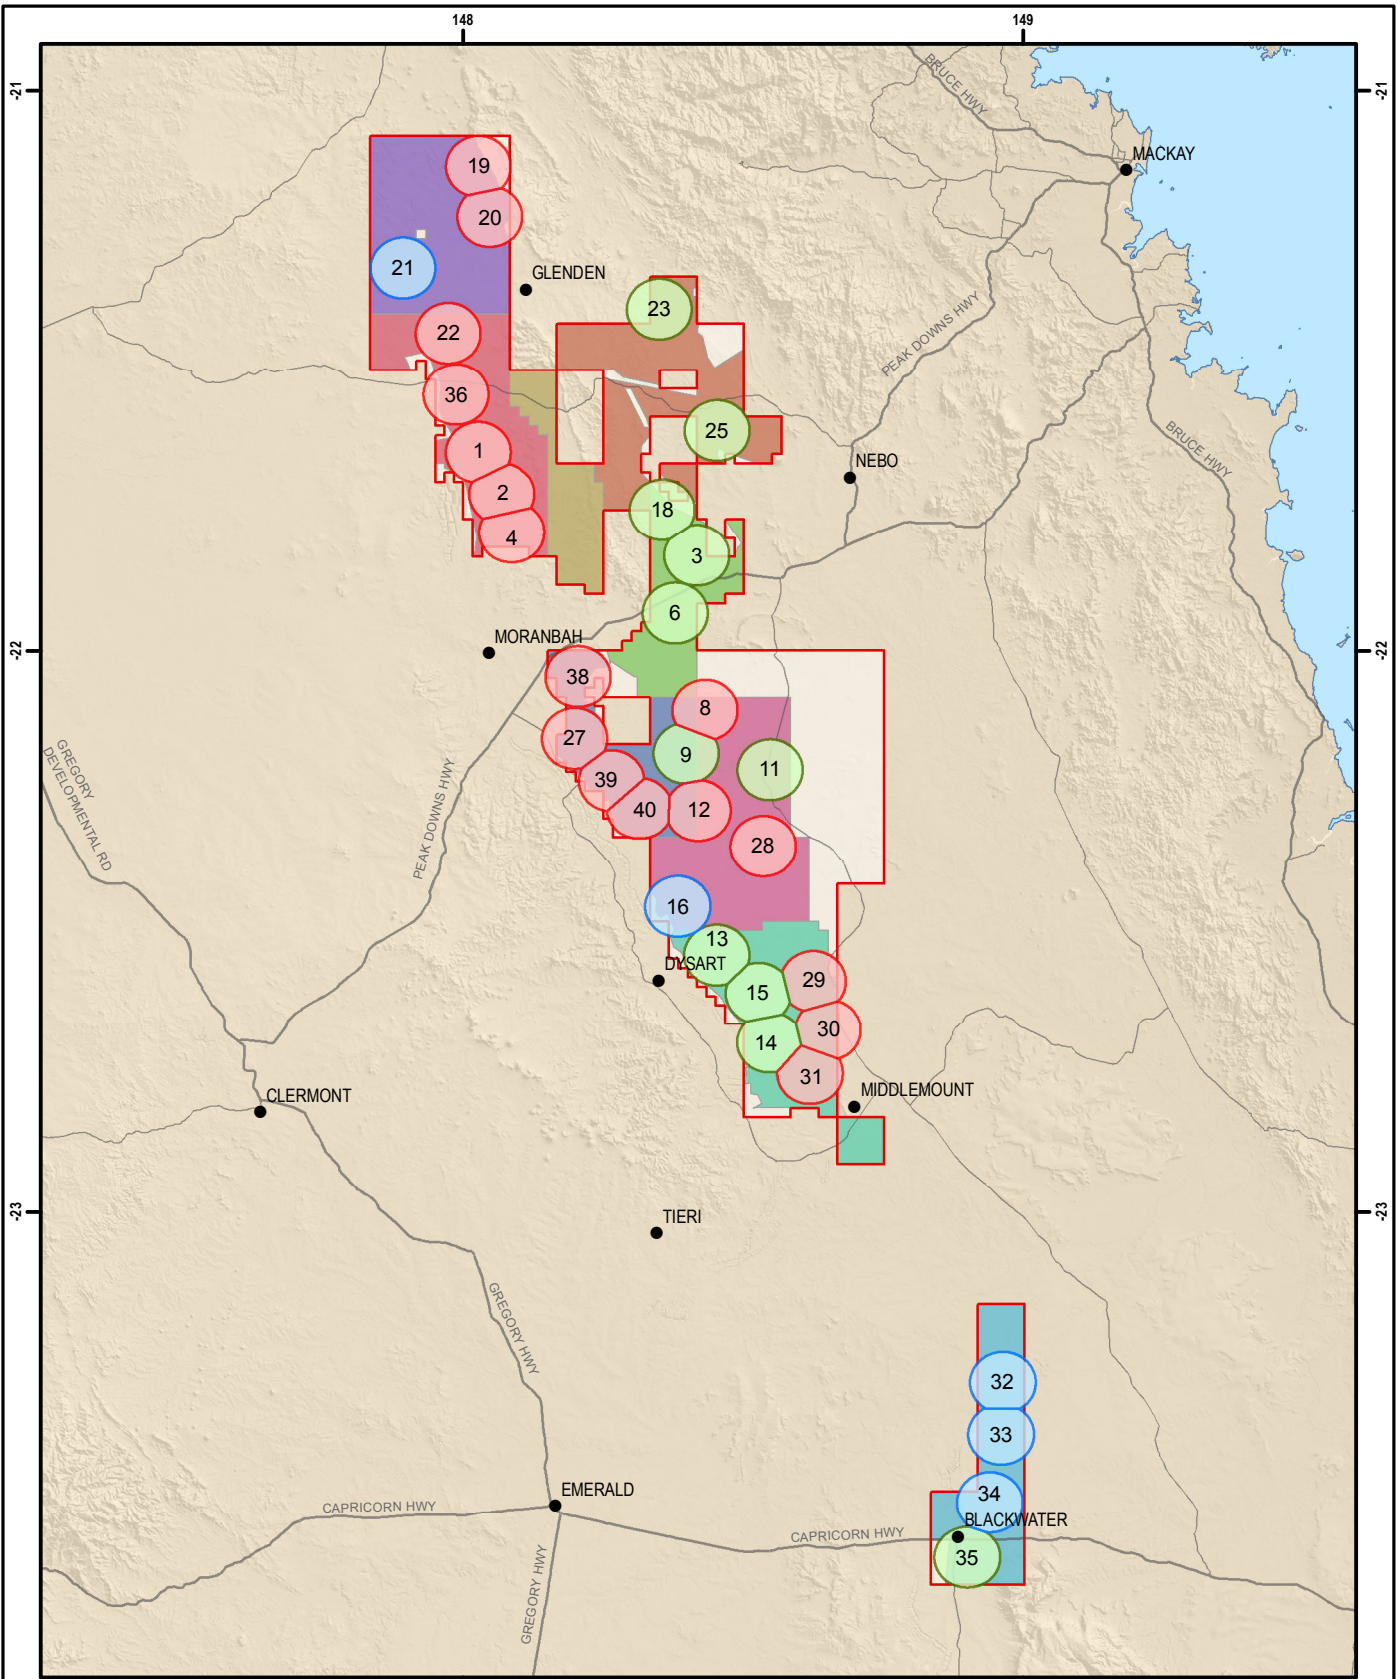 148
149
-21
-21
BRUCE HWY
MACKAY
19
20
21
GLENDEN
23
22
PEAK DOWNS HWY
36
25
1
BRUCE HWY
NEBO
2
18
4
3
6
MORANBAH
-22
-22
38
8
27
9
11
GREGORY
DEVELOPMENTAL RD
PEAK DOWNS HWY
39
40
12
28
16
13
DYSART
29
15
30
14
31
MIDDLEMOUNT
CLERMONT
TIERI
-23
-23
GREGORY HWY
32
33
34
EMERALD
CAPRICORN HWY
BLACKWATER
CAPRICORN HWY
35
GREGORY HWY